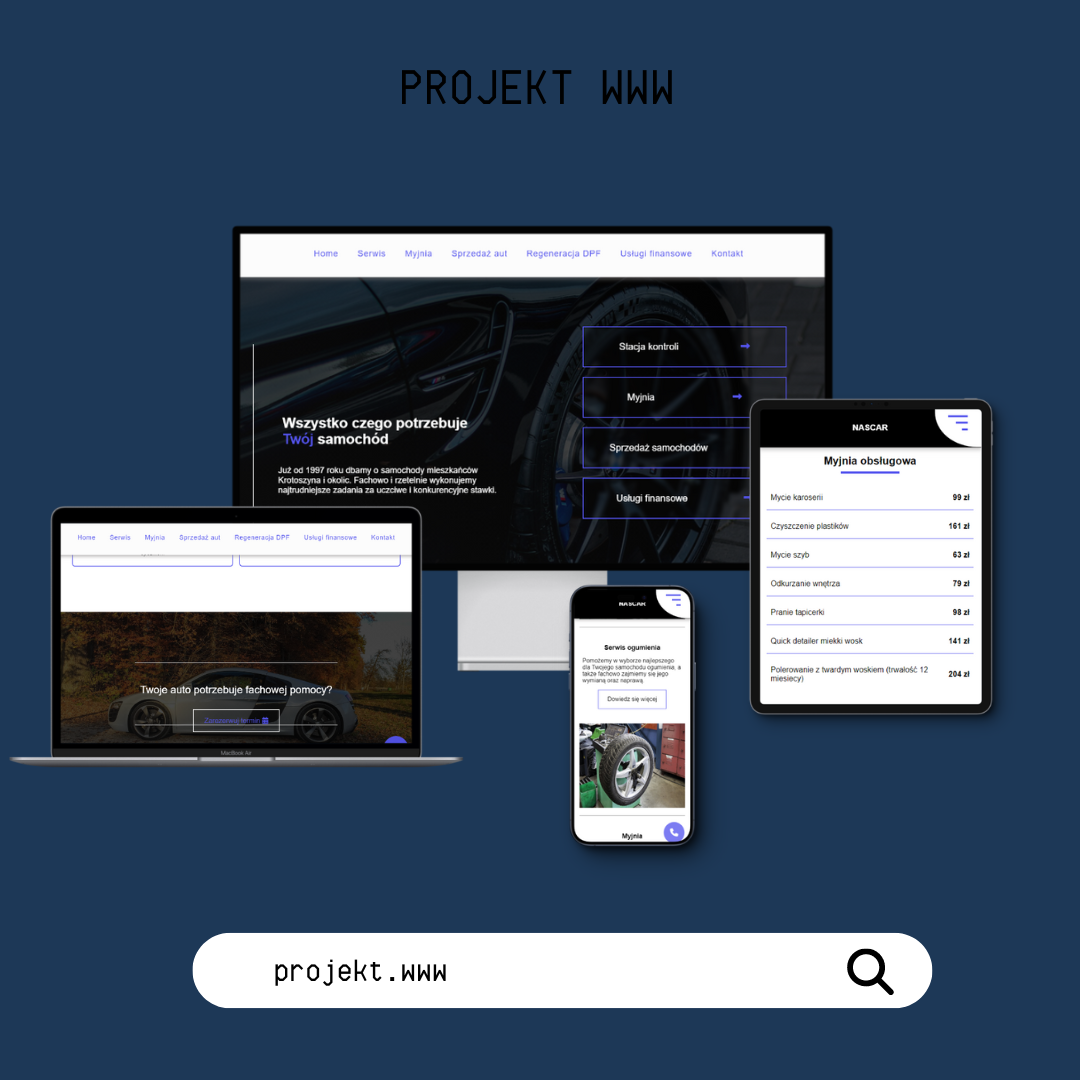 PROJEKT WWW
Home Serwis Myjnia Sprzedaż aut Regeneracja DPF Usługi finansowe Kontakt
Stacja kontroli
Myjnia
Sprzedaż samochodów
Usługi finansowe
Wszystko czego potrzebuje
Twój samochód
Już od 1997 roku dbamy o samochody mieszkańców
Krotoszyna i okolic. Fachowo i rzetelnie wykonujemy
najtrudniejsze zadania za uczciwe i konkurencyjne stawki.
NASCAR
Myjnia obsługowa
Mycie karoserii 99 zł
Czyszczenie plastików 161 zł
Mycie szyb 63 zł
Odkurzanie wnętrza 79 zł
Pranie tapicerki 98 zł
Quick detailer miekki wosk 141 zł
Polerowanie z twardym woskiem (trwałość 12
miesiecy) 204 zł
Home Serwis Myjnia Sprzedaż aut Regeneracja DPF Usługi finansowe Kontakt
Twoje auto potrzebuje fachowej pomocy?
Zarezerwuj termin
MacBook Air
NASCAR
Serwis ogumienia
Pomożemy w wyborze najlepszego
dla Twojego samochodu ogumienia, a
także fachowo zajmiemy się jego
wymianą oraz naprawą.
Dowiedz się więcej
Myjnia
projekt.www